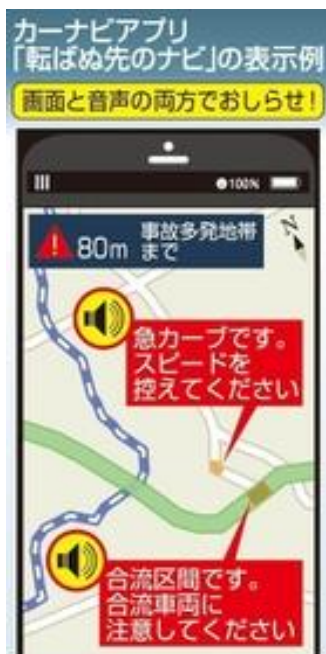 カーナビアプリ
「転ばぬ先のナビ」の表示例
画面と音声の両方でおしらせ!
100%
80m
事故多発地帯
まで
N
急カーブです。
スピードを
控えてください
合流区間です。
合流車両に
注意してください